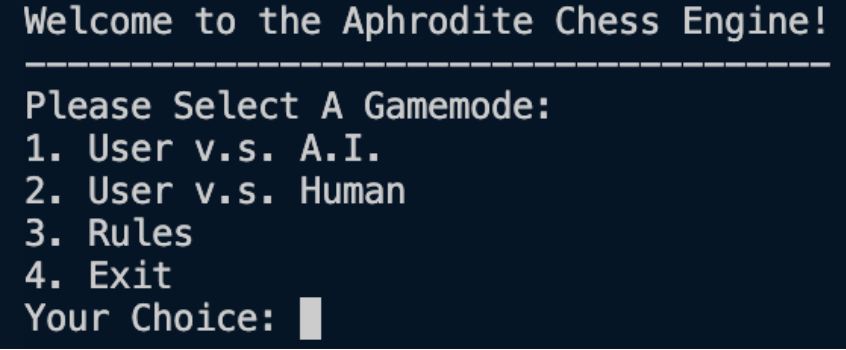 Welcome to the Aphrodite Chess Engine!
--------------------------------------
Please Select A Gamemode:
1. User v.s. A.I.
2. User v.s. Human
3. Rules
4. Exit
Your Choice: